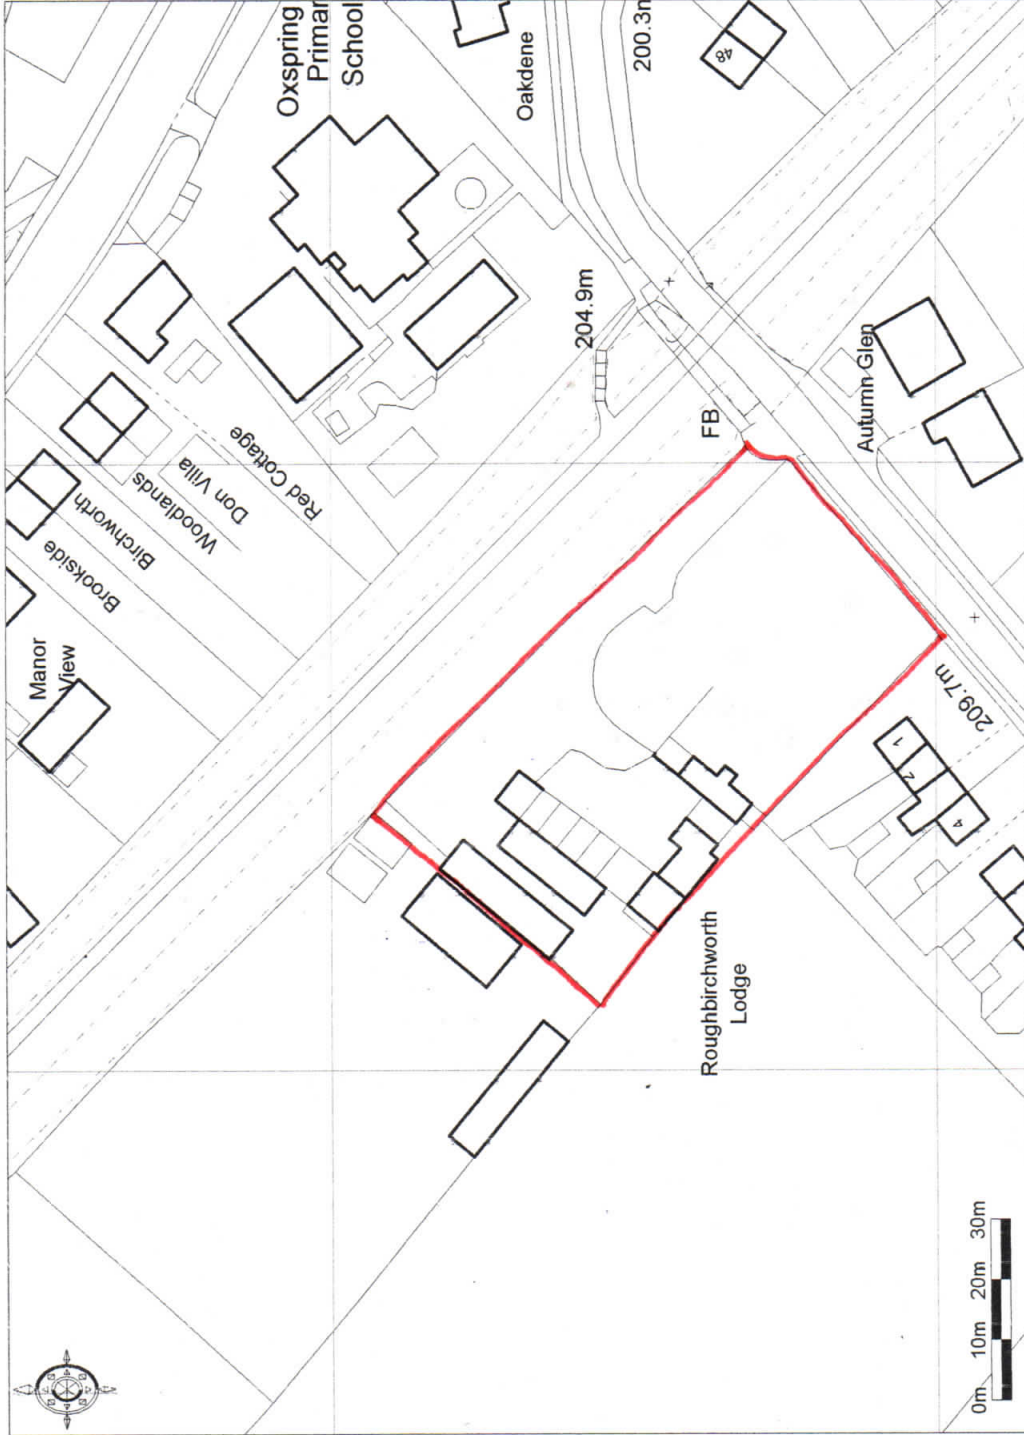 Oxspring
Primar
School
Oakdene
200.3m
48
204.9m
FB
Autumn Glen
Red Cottage
Don Villa
Woodlands
Birchworth
Brookside
Manor
View
209.7m
1
2
4
Roughbirchworth
Lodge
0m 10m 20m 30m